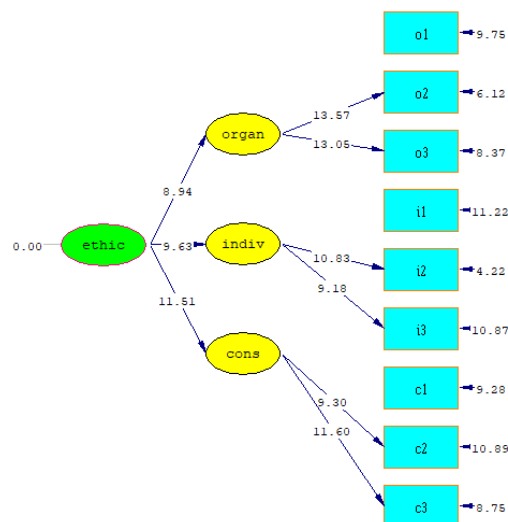 o1
9.75
o2
6.12
13.57
organ
13.05
o3
8.37
8.94
i1
11.22
0.00
ethic
9.63
indiv
10.83
i2
4.22
9.18
11.51
i3
10.87
cons
c1
9.28
9.30
11.60
c2
10.89
c3
8.75